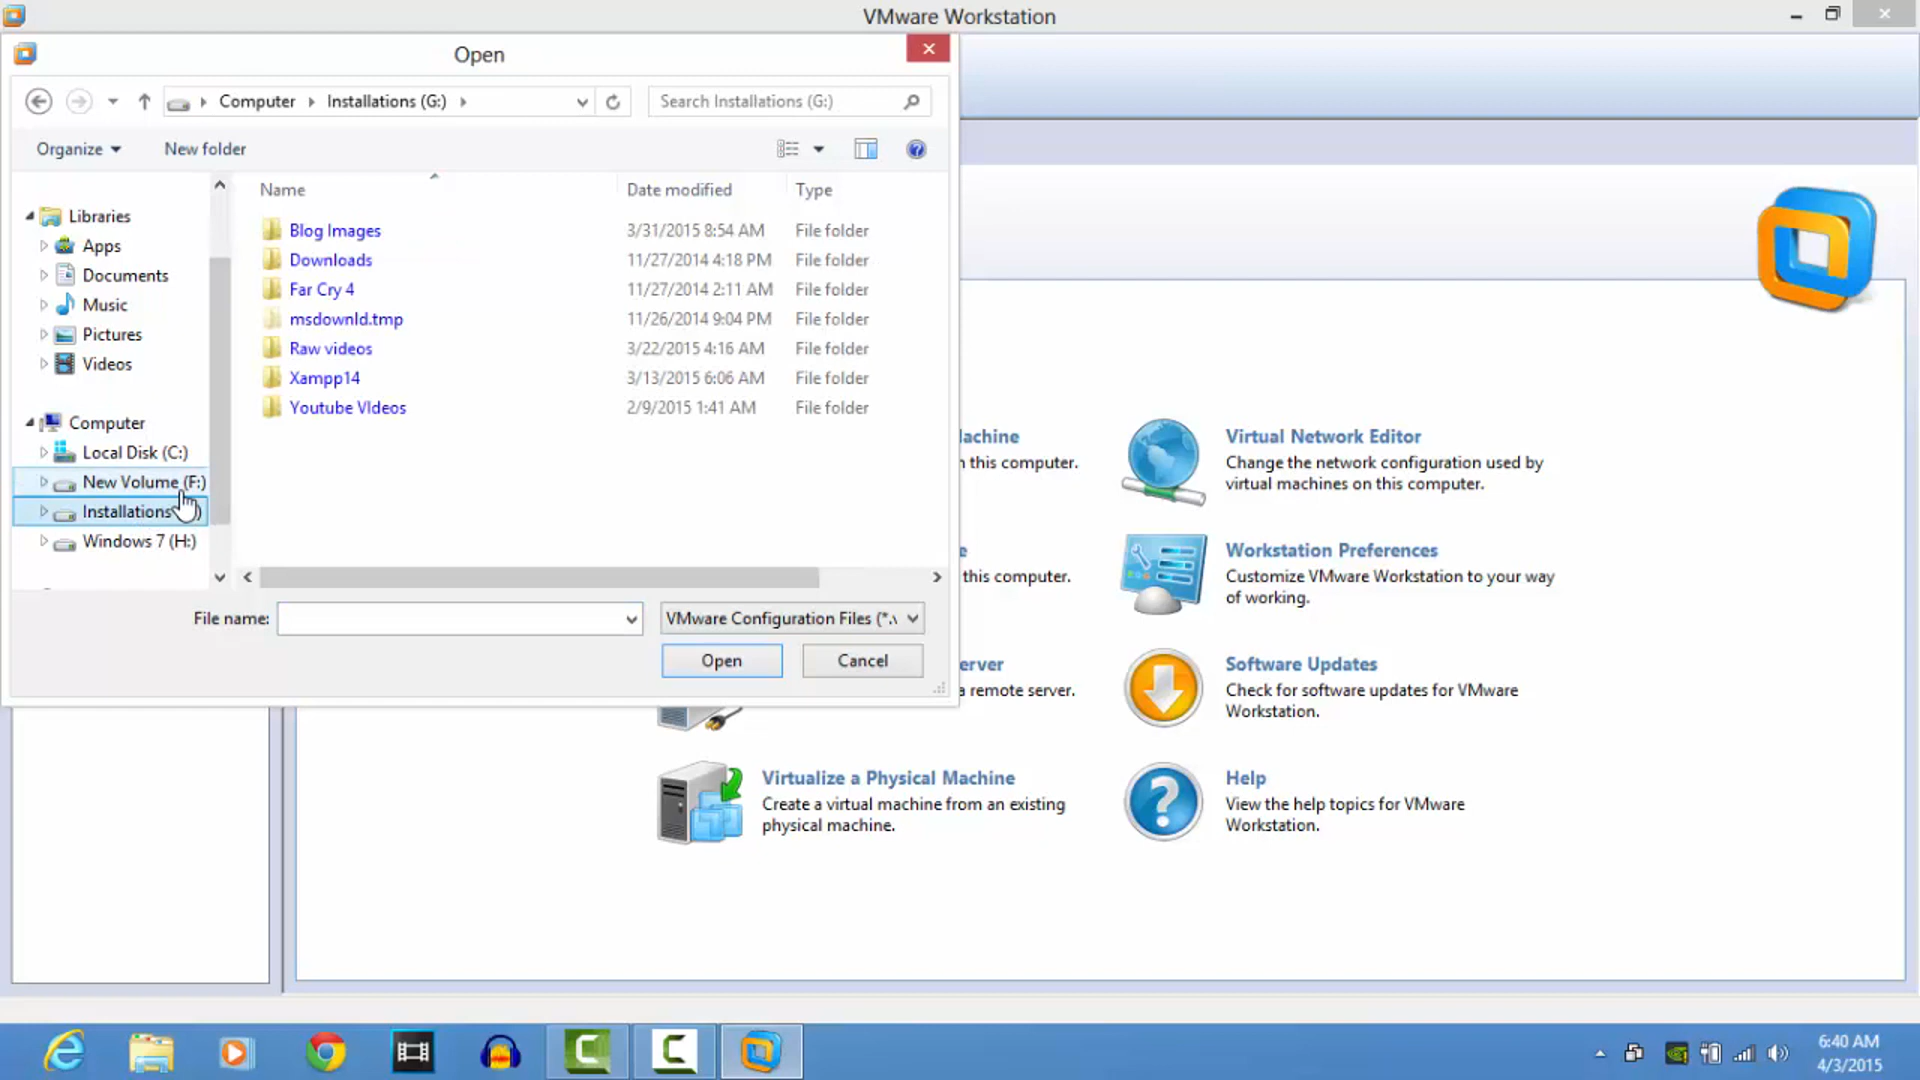 VMware Workstation
Open
Computer
Installations (G:)
Search Installations (G:)
Organize
New folder
Name
Date modified
Type
Libraries
Apps
Documents
Music
Pictures
Videos
Computer
Local Disk (C:)
New Volume (F:)
Installations
Windows 7 (H:)
Blog Images 3/31/2015 8:54 AM File folder
Downloads 11/27/2014 4:18 PM File folder
Far Cry 4 11/27/2014 2:11 AM File folder
msdownld.tmp 11/26/2014 9:04 PM File folder
Raw videos 3/22/2015 4:16 AM File folder
Xampp14 3/13/2015 6:06 AM File folder
Youtube VIdeos 2/9/2015 1:41 AM File folder
File name:
VMware Configuration Files (*.v
Open
Cancel
this computer.
this computer.
erver
a remote server.
Virtualize a Physical Machine
Create a virtual machine from an existing
physical machine.
Virtual Network Editor
Change the network configuration used by
virtual machines on this computer.
Workstation Preferences
Customize VMware Workstation to your way
of working.
Software Updates
Check for software updates for VMware
Workstation.
Help
View the help topics for VMware
Workstation.
6:40 AM
4/3/2015